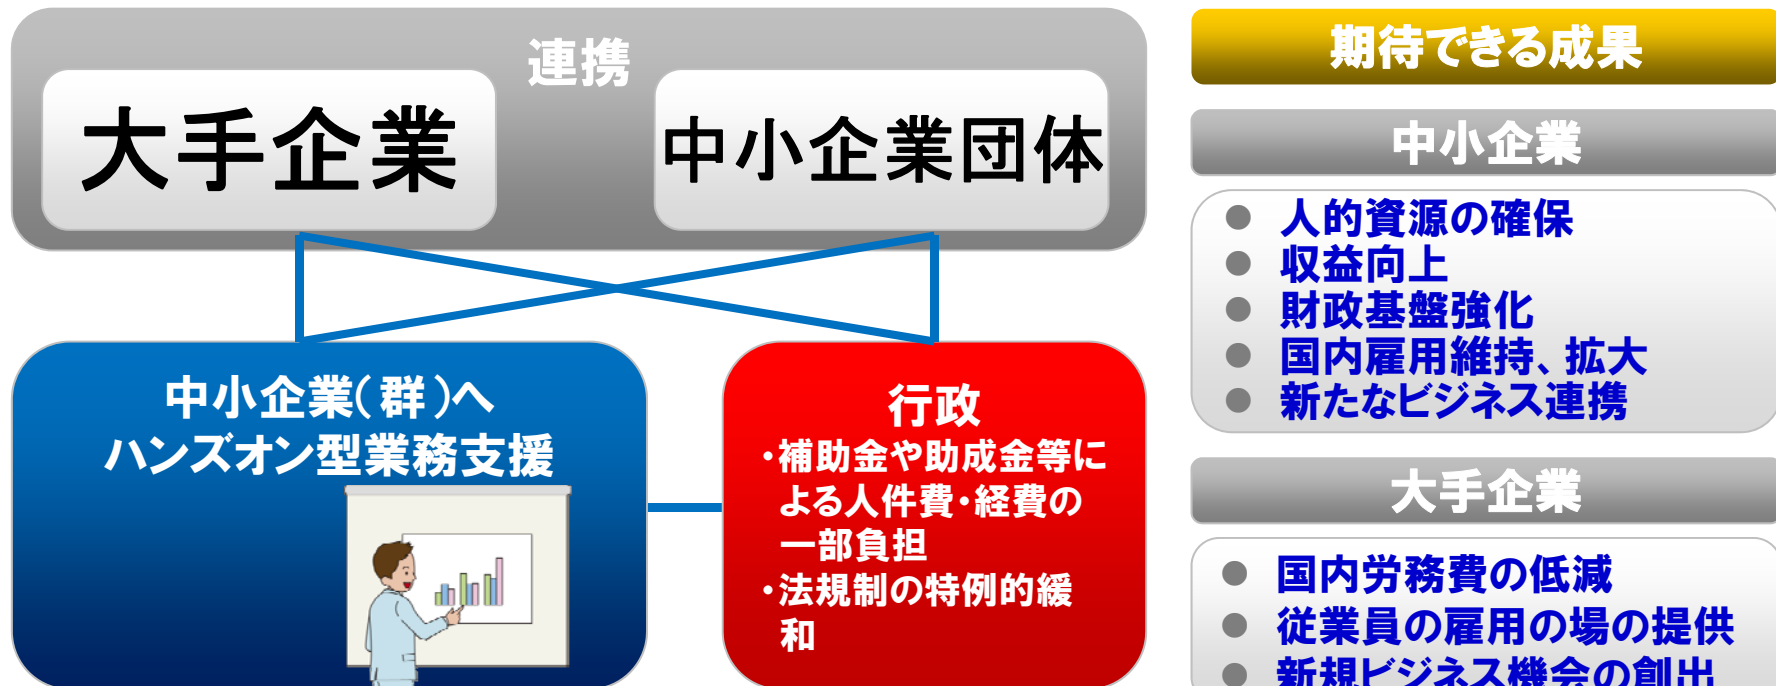 連携
大手企業
中小企業団体
中小企業(群)へ
ハンズオン型業務支援
行政
・補助金や助成金等に
よる人件費・経費の
一部負担
・法規制の特例的緩
和
期待できる成果
中小企業
● 人的資源の確保
● 収益向上
● 財政基盤強化
● 国内雇用維持、拡大
● 新たなビジネス連携
大手企業
● 国内労務費の低減
● 従業員の雇用の場の提供
● 新規ビジネス機会の創出